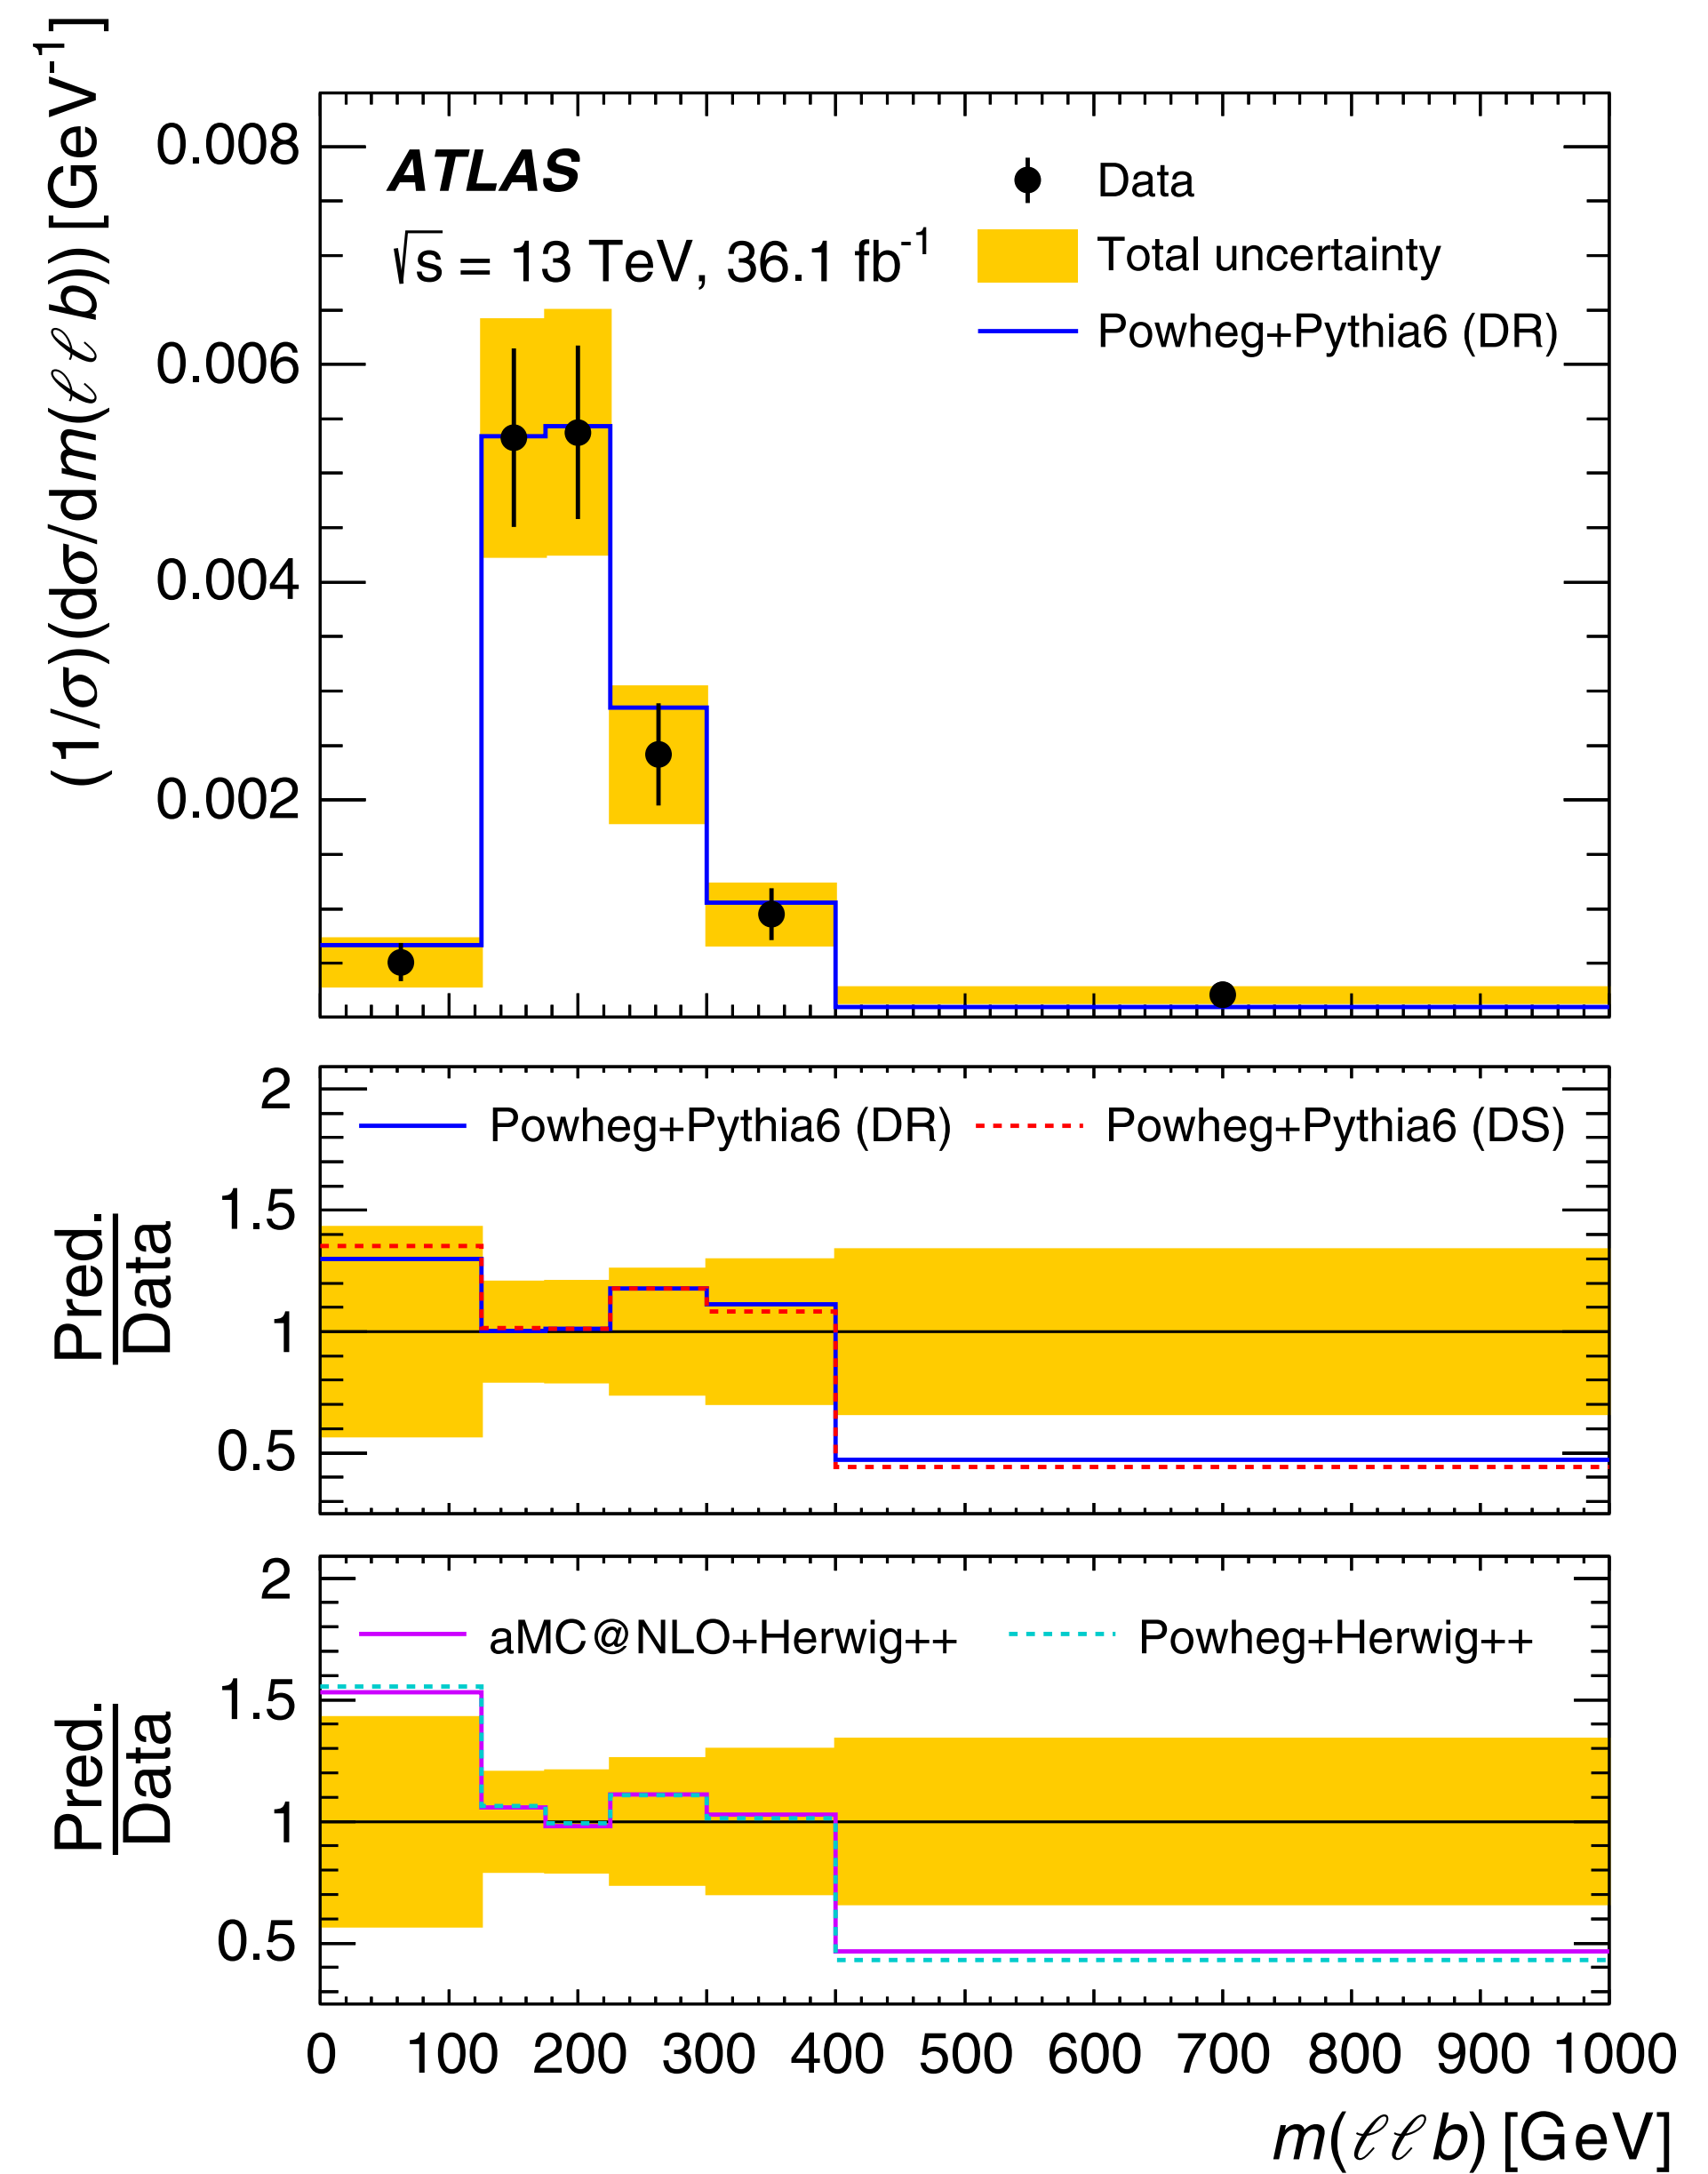 (1/σ)(dσ/dm(ℓℓb)) [GeV⁻¹]
0.008
0.006
0.004
0.002
ATLAS
√s = 13 TeV, 36.1 fb⁻¹
Data
Total uncertainty
Powheg+Pythia6 (DR)
Pred.
Data
2
1.5
1
0.5
Powheg+Pythia6 (DR)
Powheg+Pythia6 (DS)
Pred.
Data
2
1.5
1
0.5
aMC@NLO+Herwig++
Powheg+Herwig++
0 100 200 300 400 500 600 700 800 900 1000
m(ℓℓb) [GeV]